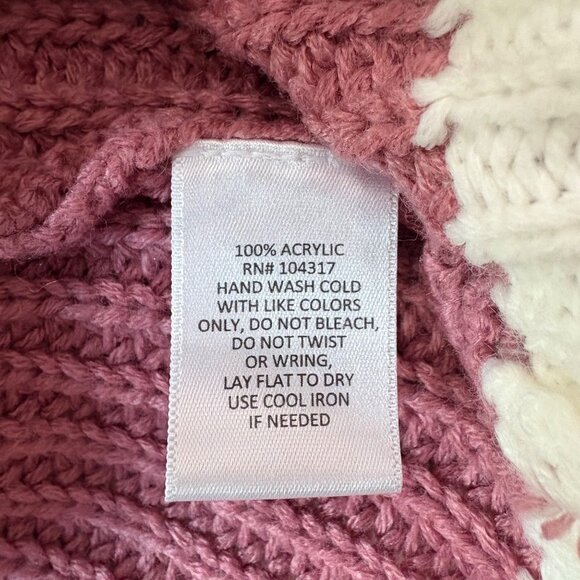 100% ACRYLIC
RN# 104317
HAND WASH COLD
WITH LIKE COLORS
ONLY, DO NOT BLEACH,
DO NOT TWIST
OR WRING,
LAY FLAT TO DRY
USE COOL IRON
IF NEEDED